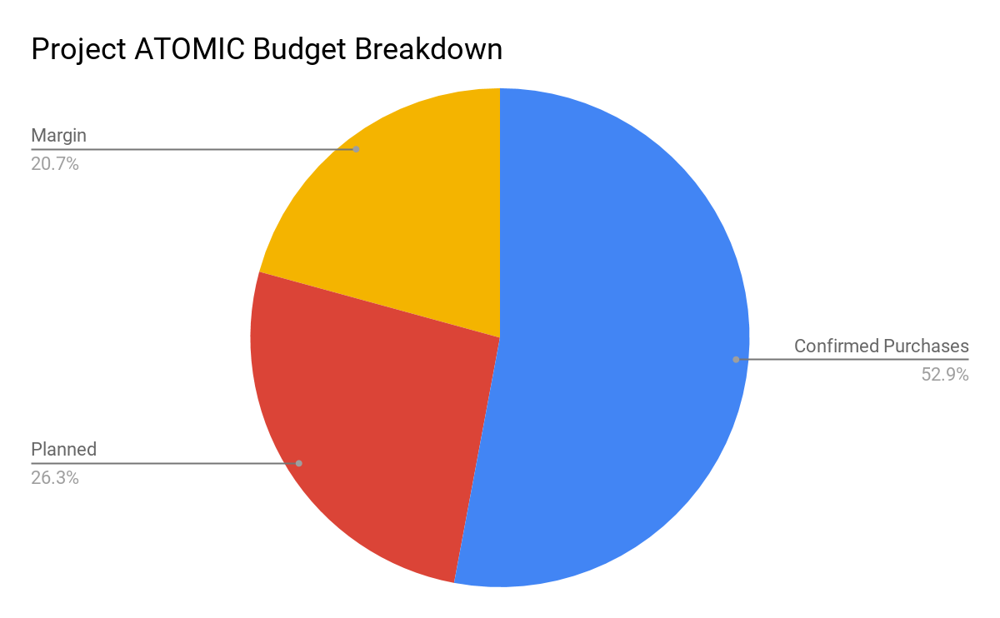 Project ATOMIC Budget Breakdown
Margin
20.7%
Confirmed Purchases
52.9%
Planned
26.3%